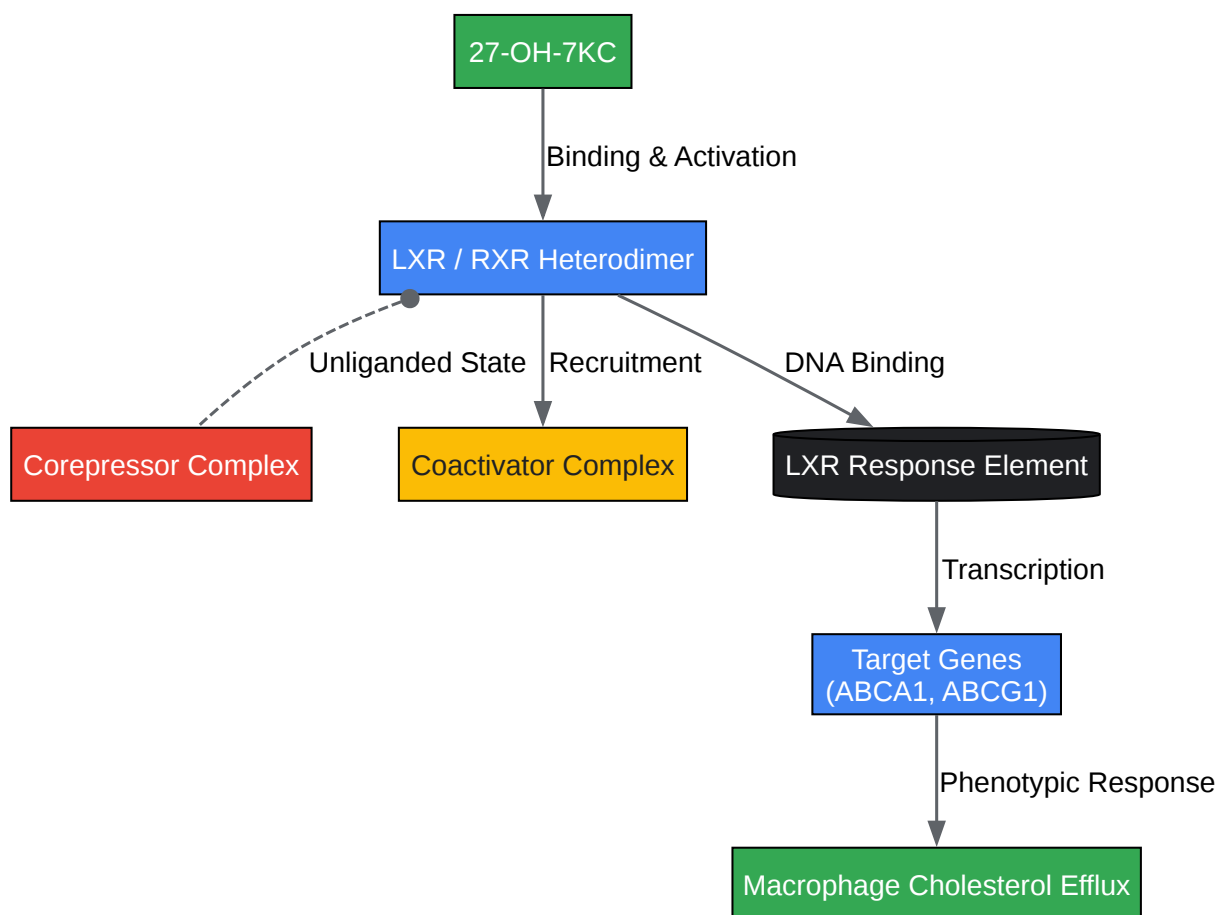 27-OH-7KC
Binding & Activation
LXR / RXR Heterodimer
Unliganded State
Recruitment
DNA Binding
Corepressor Complex
Coactivator Complex
LXR Response Element
Transcription
Target Genes
(ABCA1, ABCG1)
Phenotypic Response
Macrophage Cholesterol Efflux